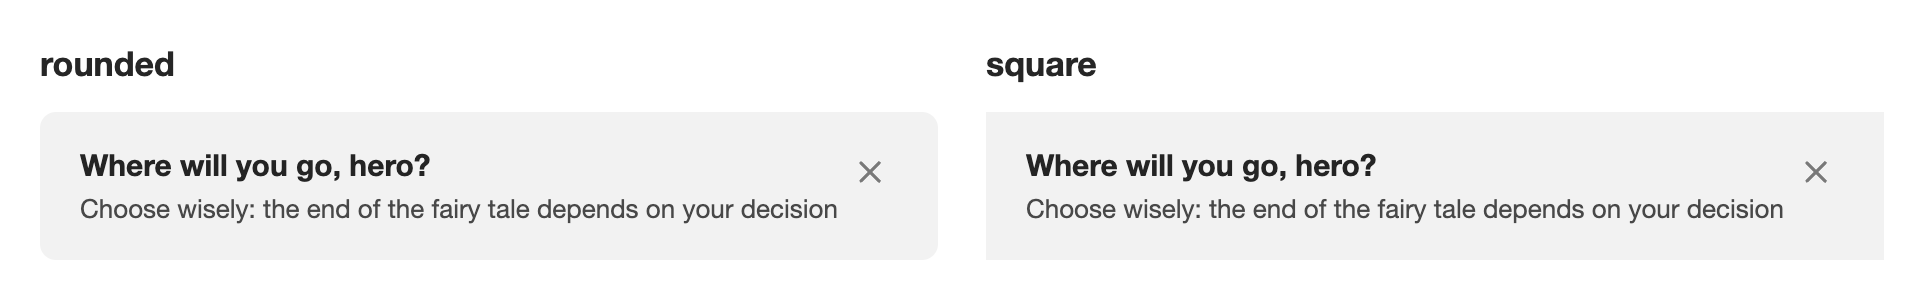 rounded
Where will you go, hero?
Choose wisely: the end of the fairy tale depends on your decision
square
Where will you go, hero?
Choose wisely: the end of the fairy tale depends on your decision